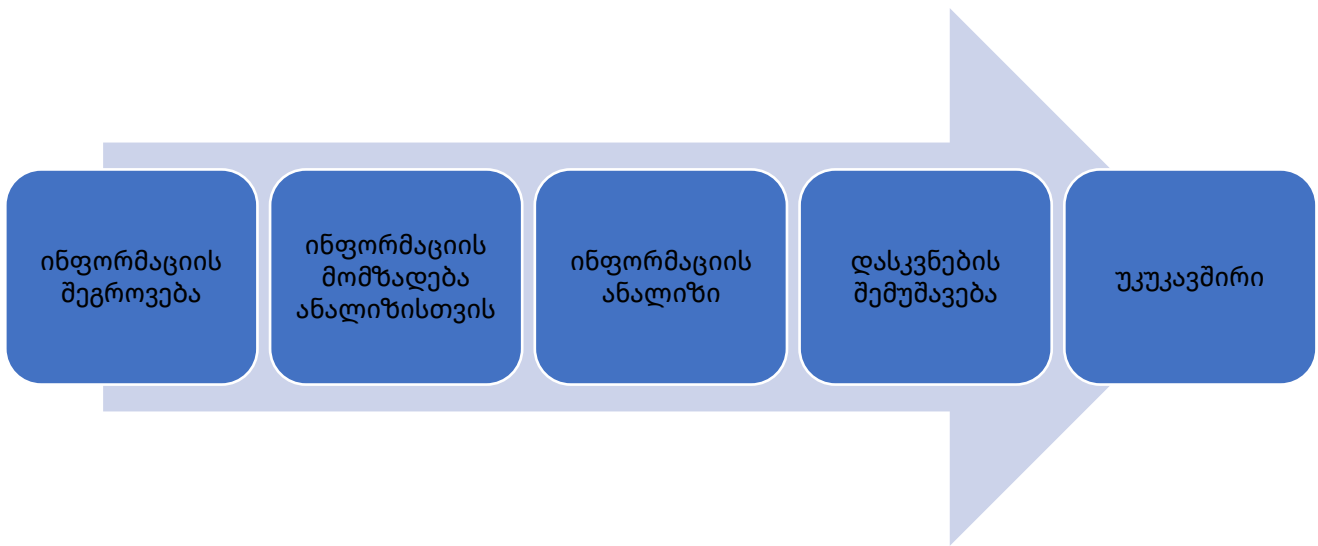 ინფორმაციის
შეგროვება
ინფორმაციის
მომზადება
ანალიზისთვის
ინფორმაციის
ანალიზი
დასკვნების
შემუშავება
უკუკავშირი